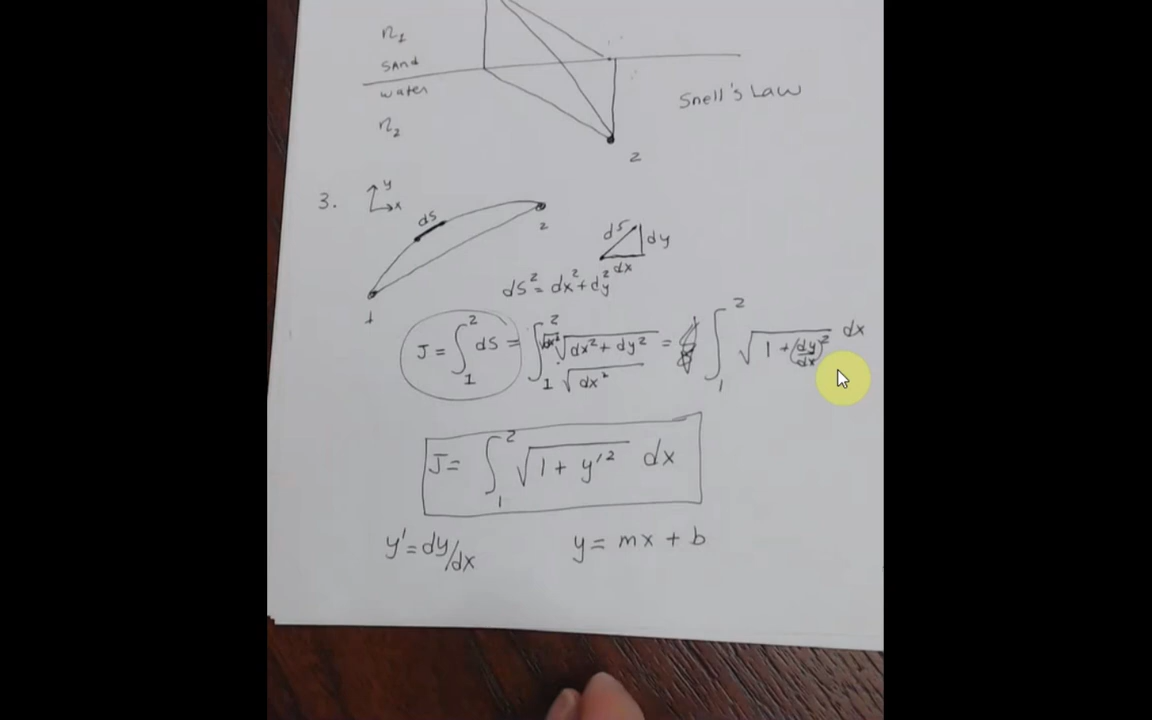 n₁
sand
water
n₂
Snell's Law
2
3. y x
ds
2
1
ds dy
dx
ds² = dx² + dy²
J = ∫₁² ds = ∫₁² √(dx² + dy²) / √(dx²) = ∫₁² √(1 + (dy/dx)²) dx
J = ∫₁² √(1 + y'²) dx
y' = dy/dx y = mx + b